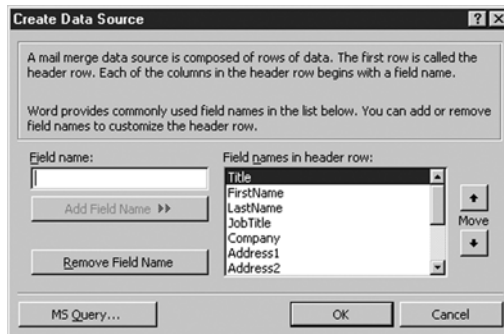 Create Data Source
A mail merge data source is composed of rows of data. The first row is called the
header row. Each of the columns in the header row begins with a field name.
Word provides commonly used field names in the list below. You can add or remove
field names to customize the header row.
Field name:
Add Field Name
Remove Field Name
Field names in header row:
Title
FirstName
LastName
JobTitle
Company
Address1
Address2
Move
MS Query...
OK
Cancel